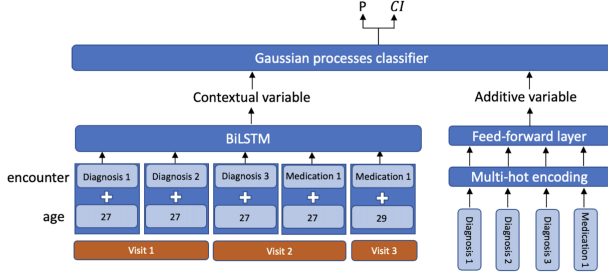 P CI
Gaussian processes classifier
Contextual variable Additive variable
BiLSTM Feed-forward layer
Multi-hot encoding
encounter Diagnosis 1 Diagnosis 2 Diagnosis 3 Medication 1 Medication 1
+ + + + +
age 27 27 27 27 29
Diagnosis 1 Diagnosis 2 Diagnosis 3 Medication 1
Visit 1 Visit 2 Visit 3